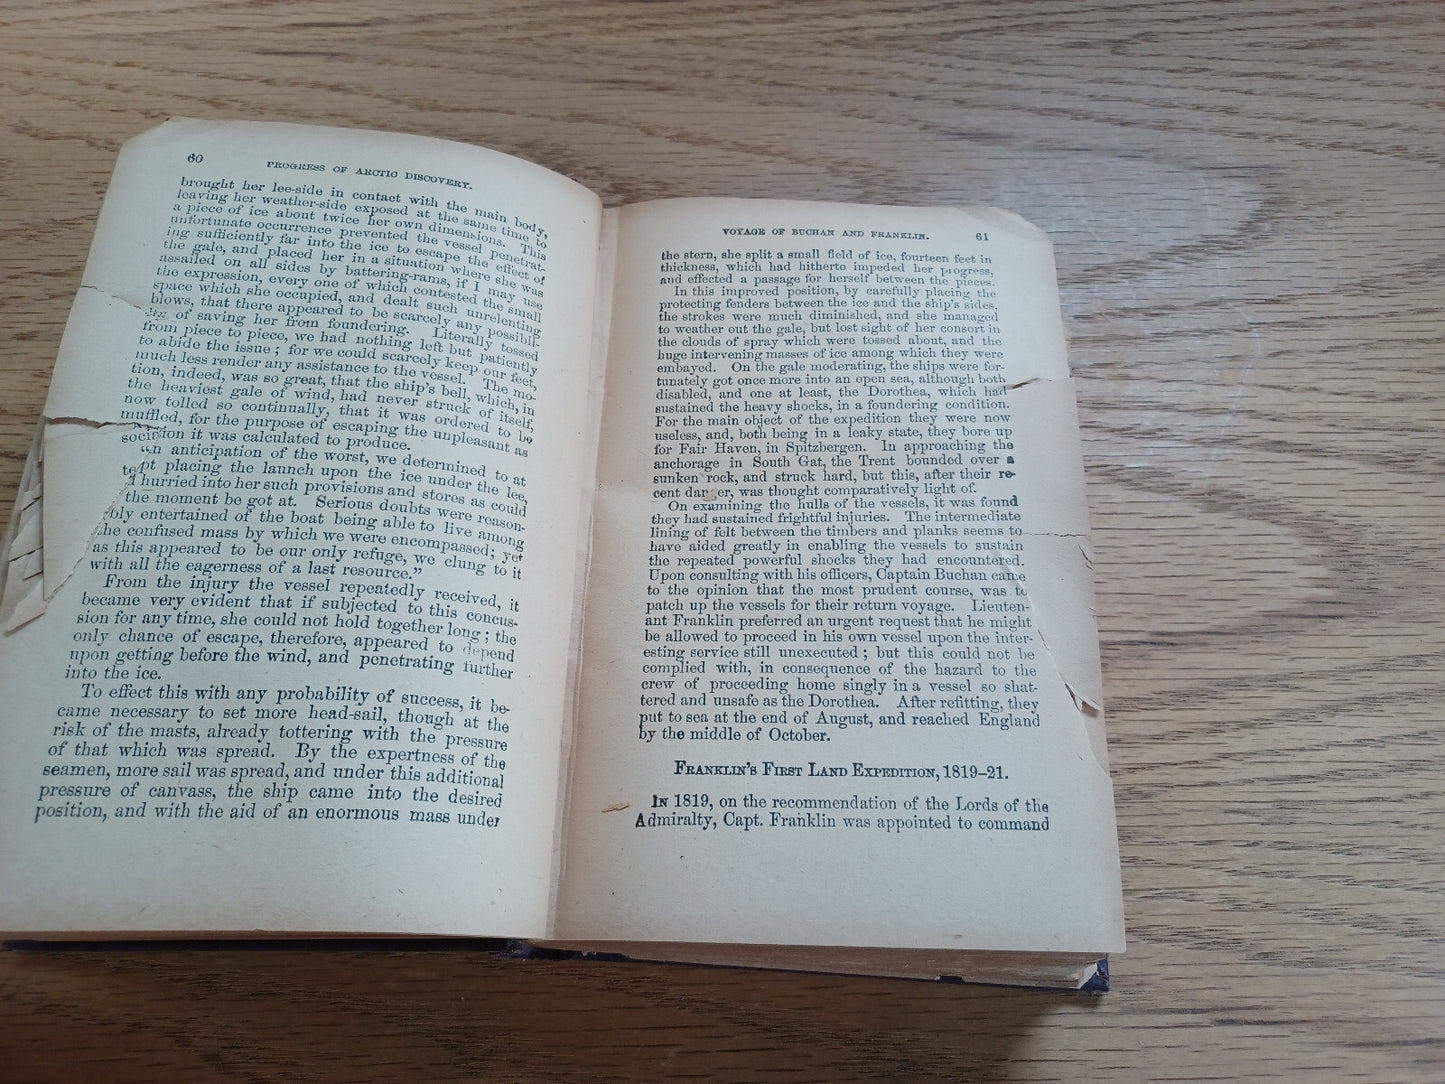 60
PROGRESS OF ARCTIC DISCOVERY.
brought her lee-side in contact with the main body,
leaving her weather-side exposed at the same time to
a piece of ice about twice her own dimensions. This
unfortunate occurrence prevented the vessel penetrat-
ing sufficiently far into the ice to escape the effect of
the gale, and placed her in a situation where she was
assailed on all sides by battering-rams, if I may use
the expression, every one of which contested the small
space which she occupied, and dealt such unrelenting
blows, that there appeared to be scarcely any possibil-
of saving her from foundering. Literally tossed
from piece to piece, we had nothing left but patiently
to abide the issue; for we could scarcely keep our feet,
much less render any assistance to the vessel. The mo-
tion, indeed, was so great, that the ship's bell, which, in
the heaviest gale of wind, had never struck of itself,
now tolled so continually, that it was ordered to be
muffled, for the purpose of escaping the unpleasant as
sociation it was calculated to produce.
anticipation of the worst, we determined to at
placing the launch upon the ice under the lee,
hurried into her such provisions and stores as could
the moment be got at. Serious doubts were reason-
bly entertained of the boat being able to live among
the confused mass by which we were encompassed; yet
as this appeared to be our only refuge, we clung to it
with all the eagerness of a last resource."
From the injury the vessel repeatedly received, it
became very evident that if subjected to this concus-
sion for any time, she could not hold together long; the
only chance of escape, therefore, appeared to depend
upon getting before the wind, and penetrating further
into the ice.
To effect this with any probability of success, it be-
came necessary to set more head-sail, though at the
risk of the masts, already tottering with the pressure
of that which was spread. By the expertness of the
seamen, more sail was spread, and under this additional
pressure of canvass, the ship came into the desired
position, and with the aid of an enormous mass under
VOYAGE OF BUCHAN AND FRANKLIN. 61
the stern, she split a small field of ice, fourteen feet in
thickness, which had hitherto impeded her progress,
and effected a passage for herself between the pieces.
In this improved position, by carefully placing the
protecting fenders between the ice and the ship's sides,
the strokes were much diminished, and she managed
to weather out the gale, but lost sight of her consort in
the clouds of spray which were tossed about, and the
huge intervening masses of ice among which they were
embayed. On the gale moderating, the ships were for-
tunately got once more into an open sea, although both
disabled, and one at least, the Dorothea, which had
sustained the heavy shocks, in a foundering condition.
For the main object of the expedition they were now
useless, and, both being in a leaky state, they bore up
for Fair Haven, in Spitzbergen. In approaching the
anchorage in South Gat, the Trent bounded over a
sunken rock, and struck hard, but this, after their re-
cent danger, was thought comparatively light of.
On examining the hulls of the vessels, it was found
they had sustained frightful injuries. The intermediate
lining of felt between the timbers and planks seems to
have aided greatly in enabling the vessels to sustain
the repeated powerful shocks they had encountered.
Upon consulting with his officers, Captain Buchan came
to the opinion that the most prudent course, was to
patch up the vessels for their return voyage. Lieuten-
ant Franklin preferred an urgent request that he might
be allowed to proceed in his own vessel upon the inter-
esting service still unexecuted; but this could not be
complied with, in consequence of the hazard to the
crew of proceeding home singly in a vessel so shat-
tered and unsafe as the Dorothea. After refitting, they
put to sea at the end of August, and reached England
by the middle of October.
FRANKLIN'S FIRST LAND EXPEDITION, 1819-21.
IN 1819, on the recommendation of the Lords of the
Admiralty, Capt. Franklin was appointed to command